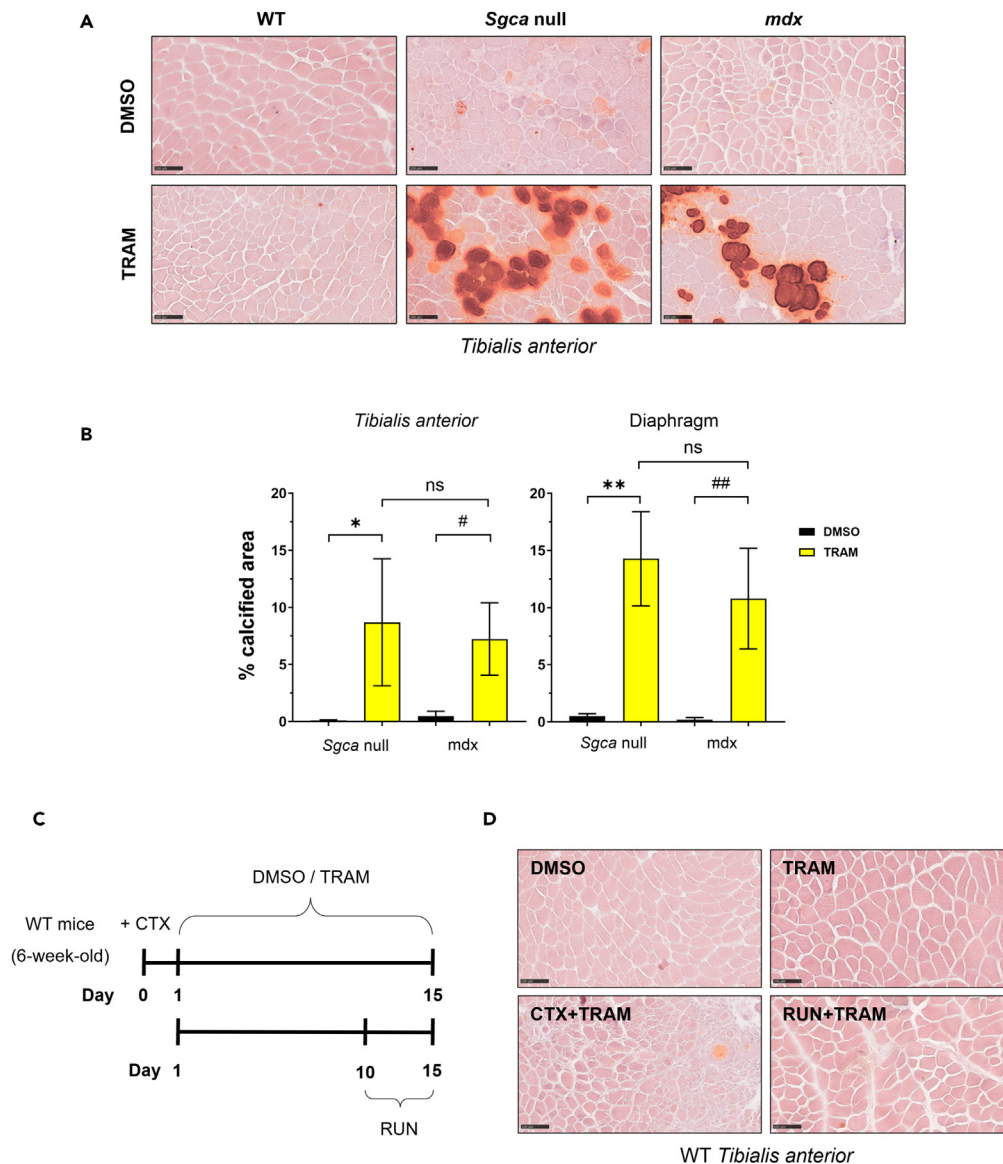 A
WT
Sgca null
mdx
DMSO
TRAM
Tibialis anterior
B
Tibialis anterior
Diaphragm
% calcified area
20
15
10
5
0
*
ns
#
Sgca null
mdx
20
15
10
5
0
**
ns
##
Sgca null
mdx
DMSO
TRAM
C
DMSO / TRAM
WT mice + CTX
(6-week-old)
Day 0 1 15
Day 1 10 15
RUN
D
DMSO
TRAM
CTX+TRAM
RUN+TRAM
WT Tibialis anterior